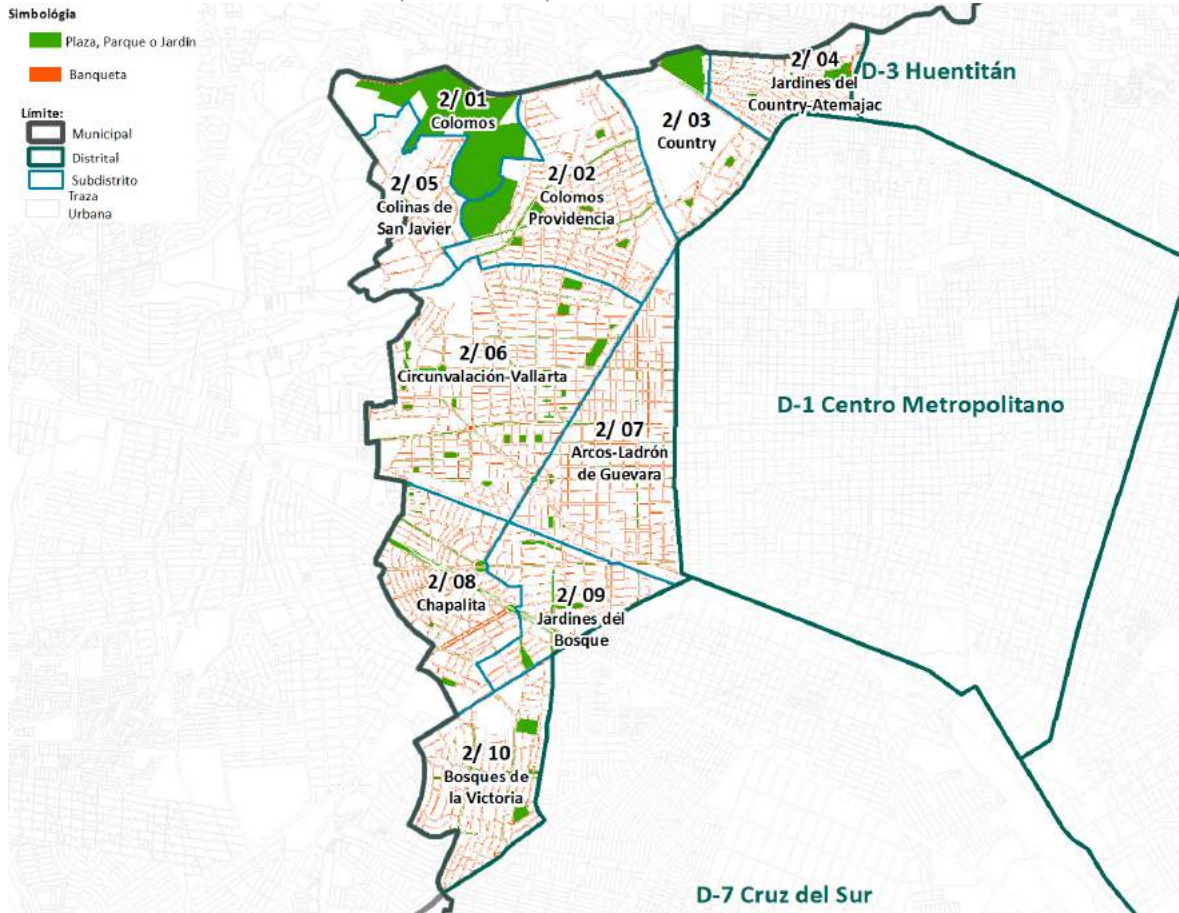 Simbológia
Plaza, Parque o Jardín
Banqueta
Límite:
Municipal
Distrital
Subdistrito
Traza
Urbana
2/ 04
Jardines del
Country-Atemajac
D-3 Huentitán
2/ 01
Colomos
2/ 03
Country
2/ 05
Colinas de
San Javier
2/ 02
Colomos
Providencia
2/ 06
Circunvalación-Vallarta
D-1 Centro Metropolitano
2/ 07
Arcos-Ladrón
de Guevara
2/ 08
Chapalita
2/ 09
Jardines del
Bosque
2/ 10
Bosques de
la Victoria
D-7 Cruz del Sur